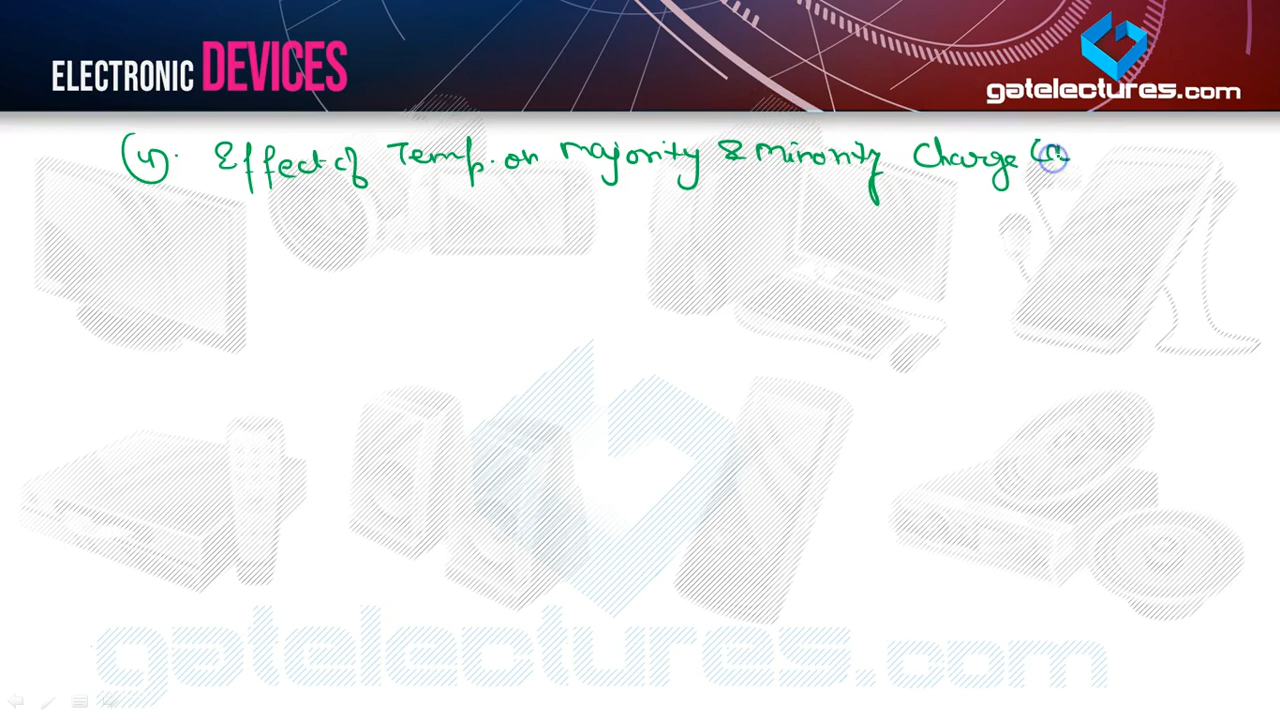 ELECTRONIC DEVICES
gatelectures.com
(4). Effect of Temp. on majority & minority Charge
gatelectures.com